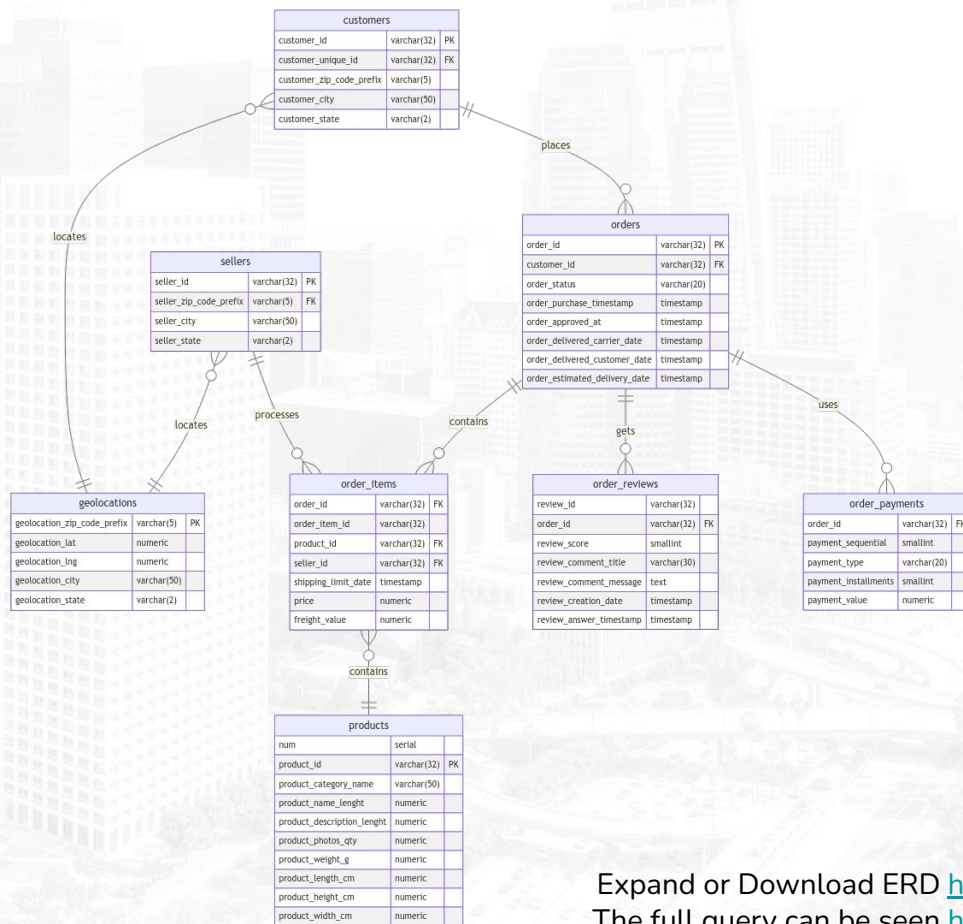 customers
customer_id varchar(32) PK
customer_unique_id varchar(32) FK
customer_zip_code_prefix varchar(5)
customer_city varchar(50)
customer_state varchar(2)
places
locates
orders
order_id varchar(32) PK
customer_id varchar(32) FK
order_status varchar(20)
order_purchase_timestamp timestamp
order_approved_at timestamp
order_delivered_carrier_date timestamp
order_delivered_customer_date timestamp
order_estimated_delivery_date timestamp
sellers
seller_id varchar(32) PK
seller_zip_code_prefix varchar(5) FK
seller_city varchar(50)
seller_state varchar(2)
locates
processes
contains
gets
uses
geolocations
geolocation_zip_code_prefix varchar(5) PK
geolocation_lat numeric
geolocation_lng numeric
geolocation_city varchar(50)
geolocation_state varchar(2)
order_items
order_id varchar(32) FK
order_item_id varchar(32)
product_id varchar(32) FK
seller_id varchar(32) FK
shipping_limit_date timestamp
price numeric
freight_value numeric
order_reviews
review_id varchar(32)
order_id varchar(32) FK
review_score smallint
review_comment_title varchar(30)
review_comment_message text
review_creation_date timestamp
review_answer_timestamp timestamp
order_payments
order_id varchar(32) FK
payment_sequential smallint
payment_type varchar(20)
payment_installments smallint
payment_value numeric
contains
products
num serial
product_id varchar(32) PK
product_category_name varchar(50)
product_name_lenght numeric
product_description_lenght numeric
product_photos_qty numeric
product_weight_g numeric
product_length_cm numeric
product_height_cm numeric
product_width_cm numeric
Expand or Download ERD h
The full query can be seen h